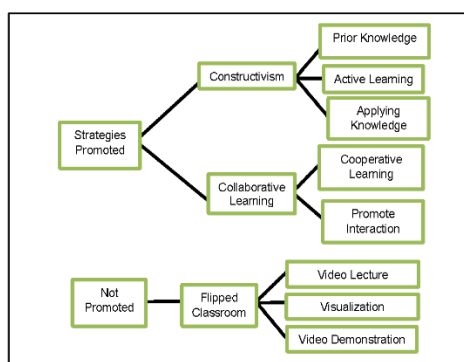 Prior Knowledge
Constructivism
Active Learning
Applying
Knowledge
Strategies
Promoted
Cooperative
Learning
Collaborative
Learning
Promote
Interaction
Video Lecture
Not
Promoted
Flipped
Classroom
Visualization
Video Demonstration